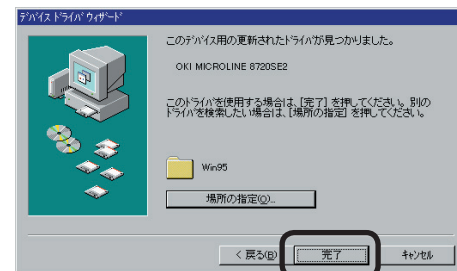 デバイス ドライバ ウィザード
このデバイス用の更新されたドライバが見つかりました。
OKI MICROLINE 8720SE2
このドライバを使用する場合は、[完了] を押してください。別の
ドライバを検索したい場合は、[場所の指定] を押してください。
Win95
場所の指定(O)...
< 戻る(B)
完了
キャンセル